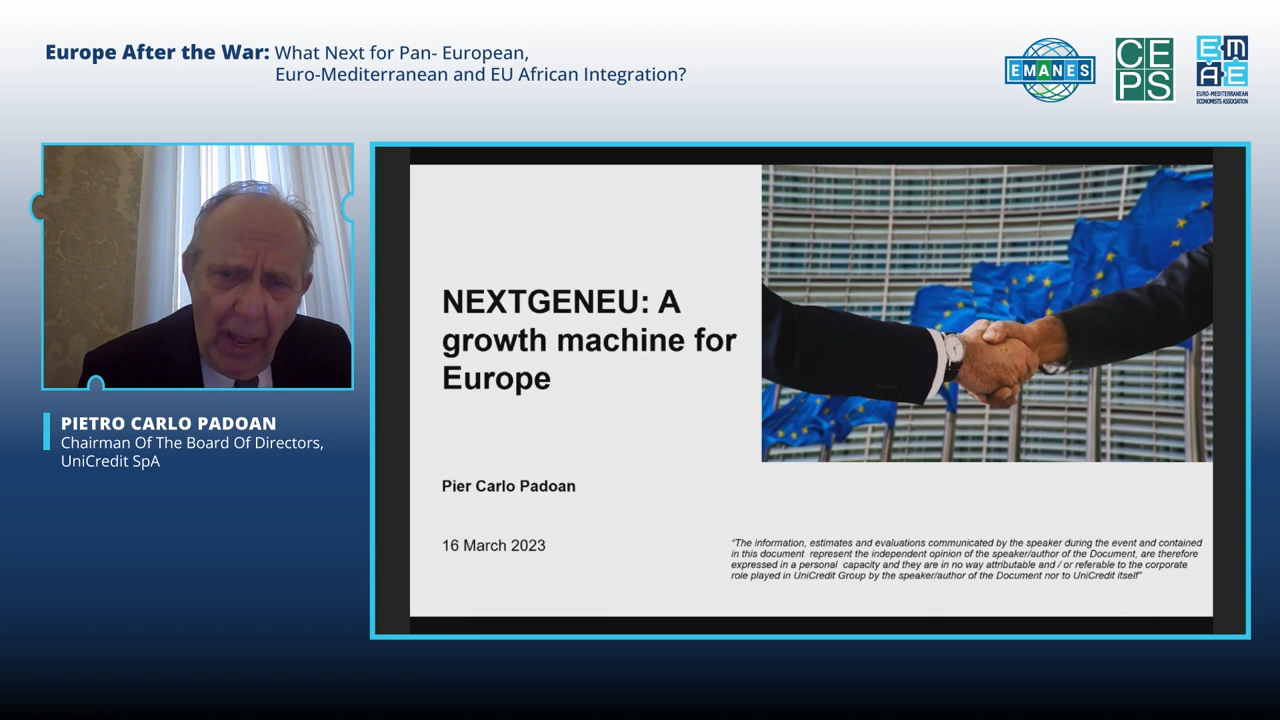 Europe After the War: What Next for Pan- European,
Euro-Mediterranean and EU African Integration?
EMANES
CE
PS
EM
AE
EURO-MEDITERRANEAN
ECONOMISTS ASSOCIATION
PIETRO CARLO PADOAN
Chairman Of The Board Of Directors,
UniCredit SpA
NEXTGENEU: A
growth machine for
Europe
Pier Carlo Padoan
16 March 2023
"The information, estimates and evaluations communicated by the speaker during the event and contained
in this document represent the independent opinion of the speaker/author of the Document, are therefore
expressed in a personal capacity and they are in no way attributable and / or referable to the corporate
role played in UniCredit Group by the speaker/author of the Document nor to UniCredit itself"